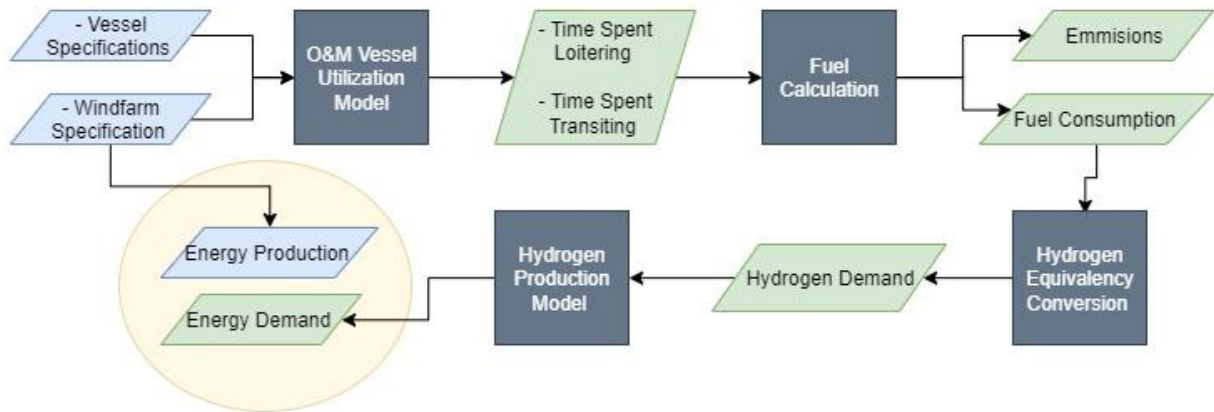 - Vessel
Specifications
- Windfarm
Specification
O&M Vessel
Utilization
Model
- Time Spent
Loitering
- Time Spent
Transiting
Fuel
Calculation
Emmisions
Fuel Consumption
Energy Production
Energy Demand
Hydrogen
Production
Model
Hydrogen Demand
Hydrogen
Equivalency
Conversion